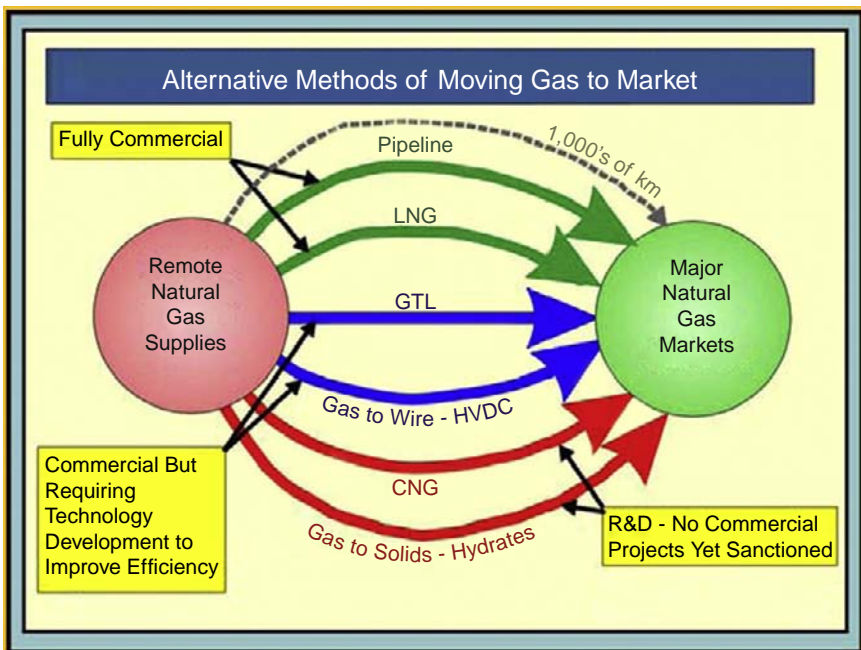 Alternative Methods of Moving Gas to Market
Fully Commercial
1,000's of km
Pipeline
LNG
Remote
Natural
Gas
Supplies
GTL
Major
Natural
Gas
Markets
Gas to Wire - HVDC
CNG
Gas to Solids - Hydrates
Commercial But
Requiring
Technology
Development to
Improve Efficiency
R&D - No Commercial
Projects Yet Sanctioned